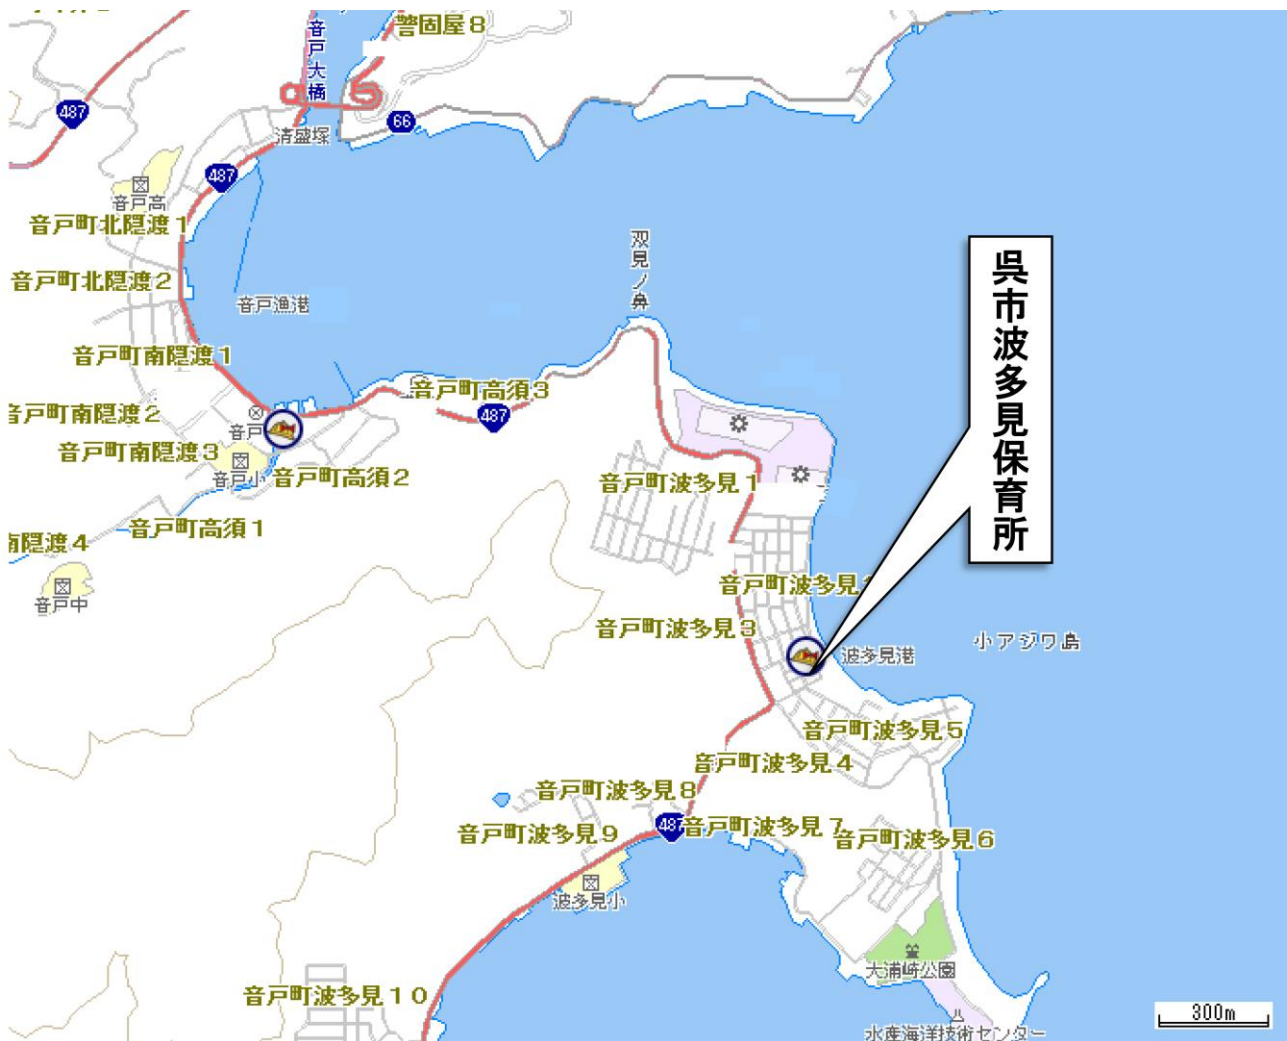 警固屋8
音戸大橋
487
66
清盛塚
487
音戸高
音戸町北隠渡1
双見ノ鼻
呉市波多見保育所
音戸町北隠渡2
音戸漁港
音戸町南隠渡1
音戸町高須3
音戸町南隠渡2
487
音戸
音戸町南隠渡3
音戸小
音戸町高須2
音戸町波多見1
音戸町高須1
南隠渡4
音戸中
音戸町波多見
音戸町波多見3
波多見港
小アジワ島
音戸町波多見5
音戸町波多見4
音戸町波多見8
487
音戸町波多見7
音戸町波多見9
音戸町波多見6
波多見小
大浦崎公園
音戸町波多見10
300m
水産海洋技術センター